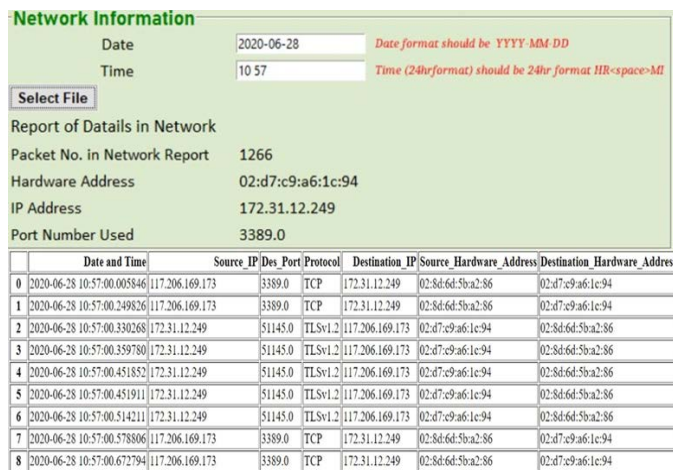 Network Information
Date 2020-06-28 Date format should be YYYY-MM-DD
Time 10 57 Time (24hrformat) should be 24hr format HR<space>MI
Select File
Report of Datails in Network
Packet No. in Network Report 1266
Hardware Address 02:d7:c9:a6:1c:94
IP Address 172.31.12.249
Port Number Used 3389.0
Date and Time Source_IP Des_Port Protocol Destination_IP Source_Hardware_Address Destination_Hardware_Addres
0 2020-06-28 10:57:00.005846 117.206.169.173 3389.0 TCP 172.31.12.249 02:8d:6d:5b:a2:86 02:d7:c9:a6:1c:94
1 2020-06-28 10:57:00.249826 117.206.169.173 3389.0 TCP 172.31.12.249 02:8d:6d:5b:a2:86 02:d7:c9:a6:1c:94
2 2020-06-28 10:57:00.330268 172.31.12.249 51145.0 TLSv1.2 117.206.169.173 02:d7:c9:a6:1c:94 02:8d:6d:5b:a2:86
3 2020-06-28 10:57:00.359780 172.31.12.249 51145.0 TLSv1.2 117.206.169.173 02:d7:c9:a6:1c:94 02:8d:6d:5b:a2:86
4 2020-06-28 10:57:00.451852 172.31.12.249 51145.0 TLSv1.2 117.206.169.173 02:d7:c9:a6:1c:94 02:8d:6d:5b:a2:86
5 2020-06-28 10:57:00.451911 172.31.12.249 51145.0 TLSv1.2 117.206.169.173 02:d7:c9:a6:1c:94 02:8d:6d:5b:a2:86
6 2020-06-28 10:57:00.514211 172.31.12.249 51145.0 TLSv1.2 117.206.169.173 02:d7:c9:a6:1c:94 02:8d:6d:5b:a2:86
7 2020-06-28 10:57:00.578806 117.206.169.173 3389.0 TCP 172.31.12.249 02:8d:6d:5b:a2:86 02:d7:c9:a6:1c:94
8 2020-06-28 10:57:00.672794 117.206.169.173 3389.0 TCP 172.31.12.249 02:8d:6d:5b:a2:86 02:d7:c9:a6:1c:94